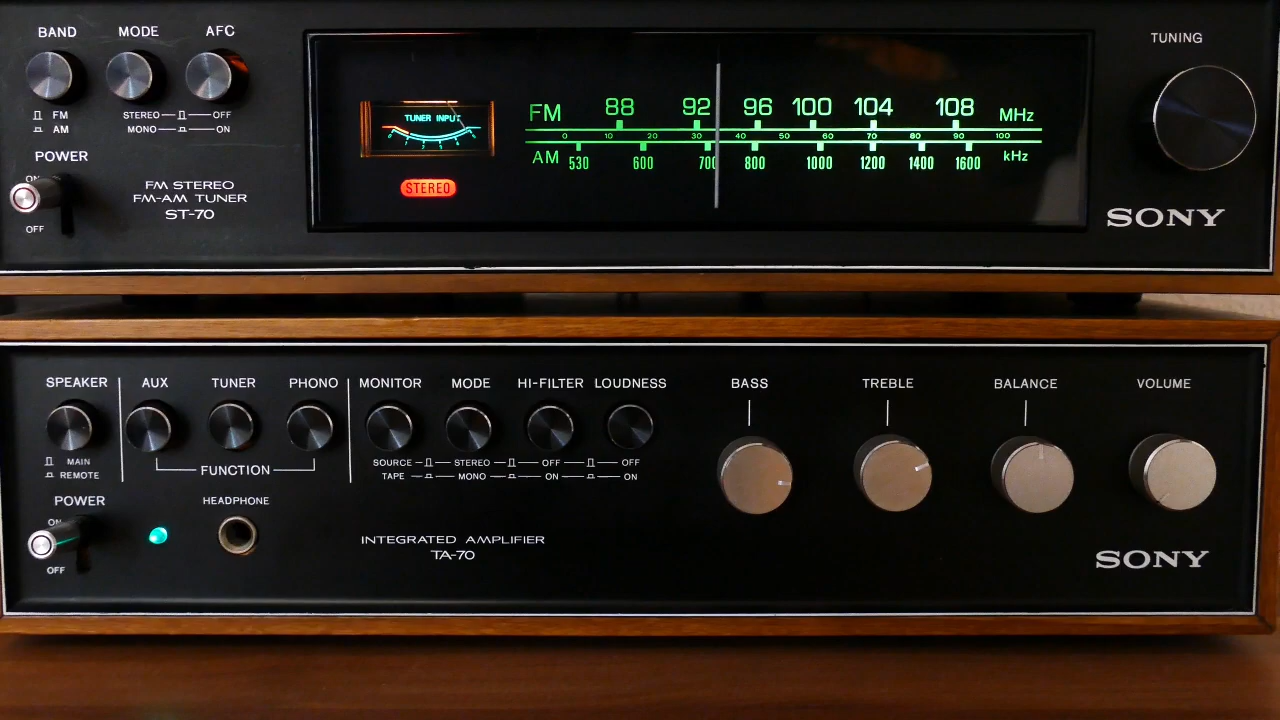 BAND MODE AFC
FM STEREO OFF
AM MONO ON
POWER
ON
OFF
FM STEREO
FM-AM TUNER
ST-70
TUNER INPUT
STEREO
FM 88 92 96 100 104 108 MHz
0 10 20 30 40 50 60 70 80 90 100
AM 530 600 700 800 1000 1200 1400 1600 kHz
TUNING
SONY
SPEAKER AUX TUNER PHONO MONITOR MODE HI-FILTER LOUDNESS BASS TREBLE BALANCE VOLUME
MAIN
REMOTE
FUNCTION
SOURCE STEREO OFF OFF
TAPE MONO ON ON
POWER
ON
OFF
HEADPHONE
INTEGRATED AMPLIFIER
TA-70
SONY